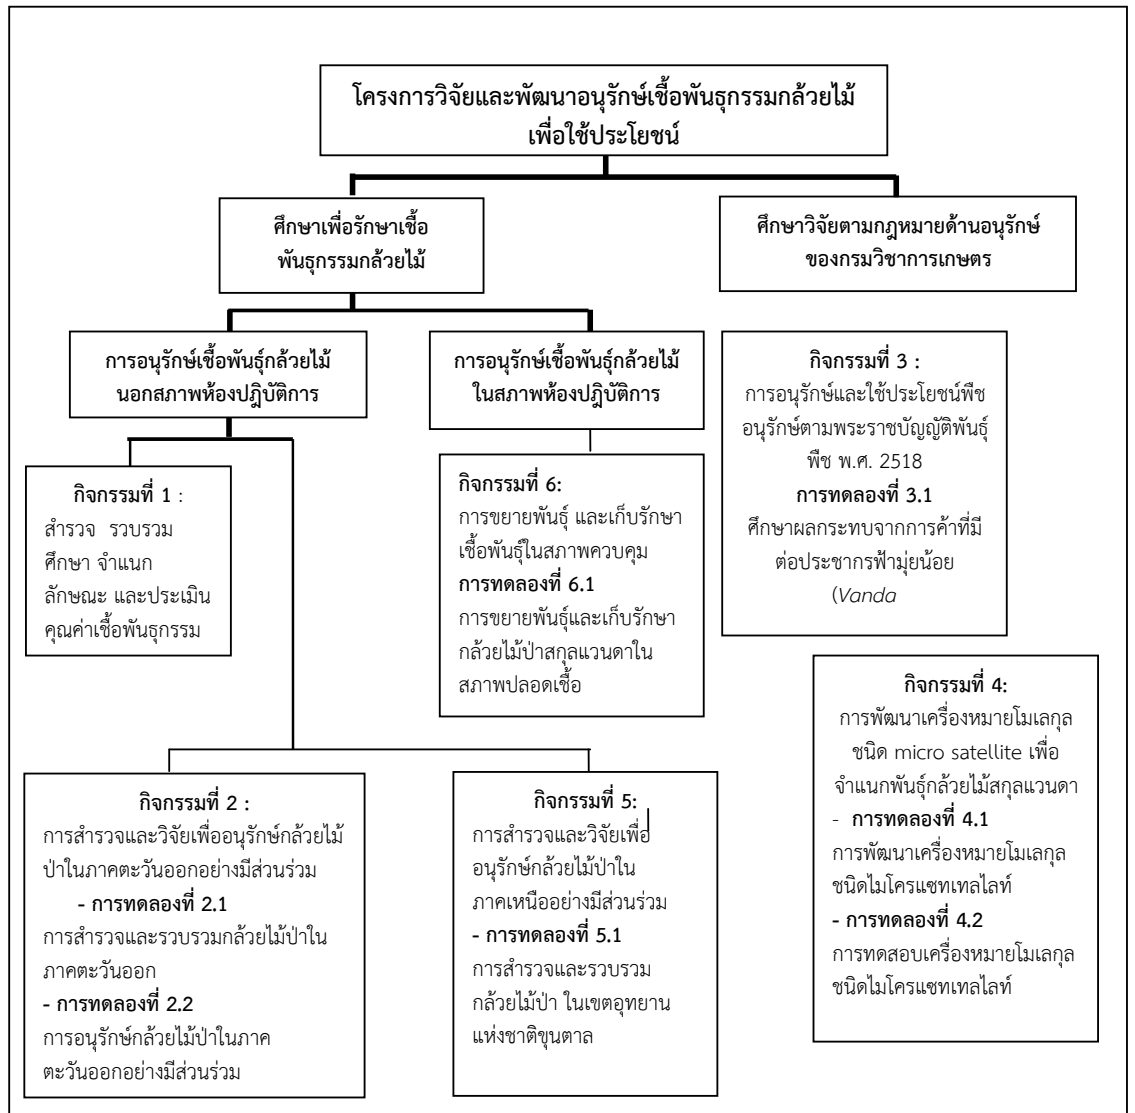 โครงการวิจัยและพัฒนาอนุรักษ์เชื้อพันธุกรรมกล้วยไม้
เพื่อใช้ประโยชน์
ศึกษาเพื่อรักษาเชื้อ
พันธุกรรมกล้วยไม้
ศึกษาวิจัยตามกฎหมายด้านอนุรักษ์
ของกรมวิชาการเกษตร
การอนุรักษ์เชื้อพันธุ์กล้วยไม้
นอกสภาพห้องปฎิบัติการ
การอนุรักษ์เชื้อพันธุ์กล้วยไม้
ในสภาพห้องปฎิบัติการ
กิจกรรมที่ 3 :
การอนุรักษ์และใช้ประโยชน์พืช
อนุรักษ์ตามพระราชบัญญัติพันธุ์
พืช พ.ศ. 2518
การทดลองที่ 3.1
ศึกษาผลกระทบจากการค้าที่มี
ต่อประชากรฟ้ามุ่ยน้อย
(Vanda
กิจกรรมที่ 1 :
สำรวจ รวบรวม
ศึกษา จำแนก
ลักษณะ และประเมิน
คุณค่าเชื้อพันธุกรรม
กิจกรรมที่ 6:
การขยายพันธุ์ และเก็บรักษา
เชื้อพันธุ์ในสภาพควบคุม
การทดลองที่ 6.1
การขยายพันธุ์และเก็บรักษา
กล้วยไม้ป่าสกุลแวนดาใน
สภาพปลอดเชื้อ
กิจกรรมที่ 4:
การพัฒนาเครื่องหมายโมเลกุล
ชนิด micro satellite เพื่อ
จำแนกพันธุ์กล้วยไม้สกุลแวนดา
- การทดลองที่ 4.1
การพัฒนาเครื่องหมายโมเลกุล
ชนิดไมโครแซทเทลไลท์
- การทดลองที่ 4.2
การทดสอบเครื่องหมายโมเลกุล
ชนิดไมโครแซทเทลไลท์
กิจกรรมที่ 2 :
การสำรวจและวิจัยเพื่ออนุรักษ์กล้วยไม้
ป่าในภาคตะวันออกอย่างมีส่วนร่วม
- การทดลองที่ 2.1
การสำรวจและรวบรวมกล้วยไม้ป่าใน
ภาคตะวันออก
- การทดลองที่ 2.2
การอนุรักษ์กล้วยไม้ป่าในภาค
ตะวันออกอย่างมีส่วนร่วม
กิจกรรมที่ 5:
การสำรวจและวิจัยเพื่อ
อนุรักษ์กล้วยไม้ป่าใน
ภาคเหนืออย่างมีส่วนร่วม
- การทดลองที่ 5.1
การสำรวจและรวบรวม
กล้วยไม้ป่า ในเขตอุทยาน
แห่งชาติขุนตาล